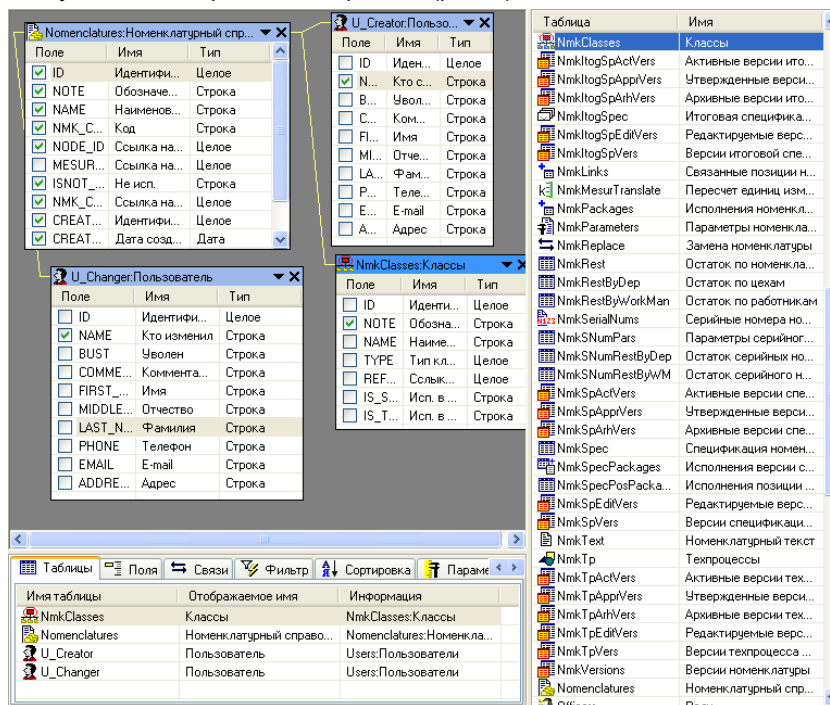 Nomenclatures:Номенклатурный спр...
Поле Имя Тип
ID Идентифи... Целое
NOTE Обозначе... Строка
NAME Наименов... Строка
NMK_C... Код Строка
NODE_ID Ссылка на... Целое
MESUR... Ссылка на... Целое
ISNOT_... Не исп. Строка
NMK_C... Ссылка на... Целое
CREAT... Идентифи... Целое
CREAT... Дата созд... Дата
U_Creator:Пользо...
Поле Имя Тип
ID Иден... Целое
N... Кто с... Строка
B... Увол... Строка
C... Ком... Строка
FI... Имя Строка
MI... Отче... Строка
LA... Фам... Строка
P... Теле... Строка
E... E-mail Строка
A... Адрес Строка
U_Changer:Пользователь
Поле Имя Тип
ID Идентифи... Целое
NAME Кто изменил Строка
BUST Уволен Строка
COMME... Коммента... Строка
FIRST_... Имя Строка
MIDDLE... Отчество Строка
LAST_N... Фамилия Строка
PHONE Телефон Строка
EMAIL E-mail Строка
ADDRE... Адрес Строка
NmkClasses:Классы
Поле Имя Тип
ID Иденти... Целое
NOTE Обозна... Строка
NAME Наиме... Строка
TYPE Тип кл... Целое
REF... Сслык... Целое
IS_S... Исп. в ... Строка
IS_T... Исп. в ... Строка
Таблицы Поля Связи Фильтр Сортировка Параме
Имя таблицы Отображаемое имя Информация
NmkClasses Классы NmkClasses:Классы
Nomenclatures Номенклатурный справо... Nomenclatures:Номенкла...
U_Creator Пользователь Users:Пользователи
U_Changer Пользователь Users:Пользователи
Таблица Имя
NmkClasses Классы
NmkItogSpActVers Активные версии ито...
NmkItogSpApprVers Утвержденные верси...
NmkItogSpArhVers Архивные версии ито...
NmkItogSpec Итоговая специфика...
NmkItogSpEditVers Редактируемые верс...
NmkItogSpVers Версии итоговой спе...
NmkLinks Связанные позиции н...
NmkMesurTranslate Пересчет единиц изм...
NmkPackages Исполнения номенкл...
NmkParameters Параметры номенкла...
NmkReplace Замена номенклатуры
NmkRest Остаток по номенкла...
NmkRestByDep Остаток по цехам
NmkRestByWorkMan Остаток по работникам
NmkSerialNums Серийные номера но...
NmkSNumPars Параметры серийног...
NmkSNumRestByDep Остаток серийных но...
NmkSNumRestByWM Остаток серийного н...
NmkSpActVers Активные версии спе...
NmkSpApprVers Утвержденные верси...
NmkSpArhVers Архивные версии спе...
NmkSpec Спецификация номен...
NmkSpecPackages Исполнения версии с...
NmkSpecPosPacka... Исполнения позиции ...
NmkSpEditVers Редактируемые верс...
NmkSpVers Версии спецификаци...
NmkText Номенклатурный текст
NmkTp Техпроцессы
NmkTpActVers Активные версии тех...
NmkTpApprVers Утвержденные верси...
NmkTpArhVers Архивные версии тех...
NmkTpEditVers Редактируемые верс...
NmkTpVers Версии техпроцесса ...
NmkVersions Версии номенклатуры
Nomenclatures Номенклатурный спр...